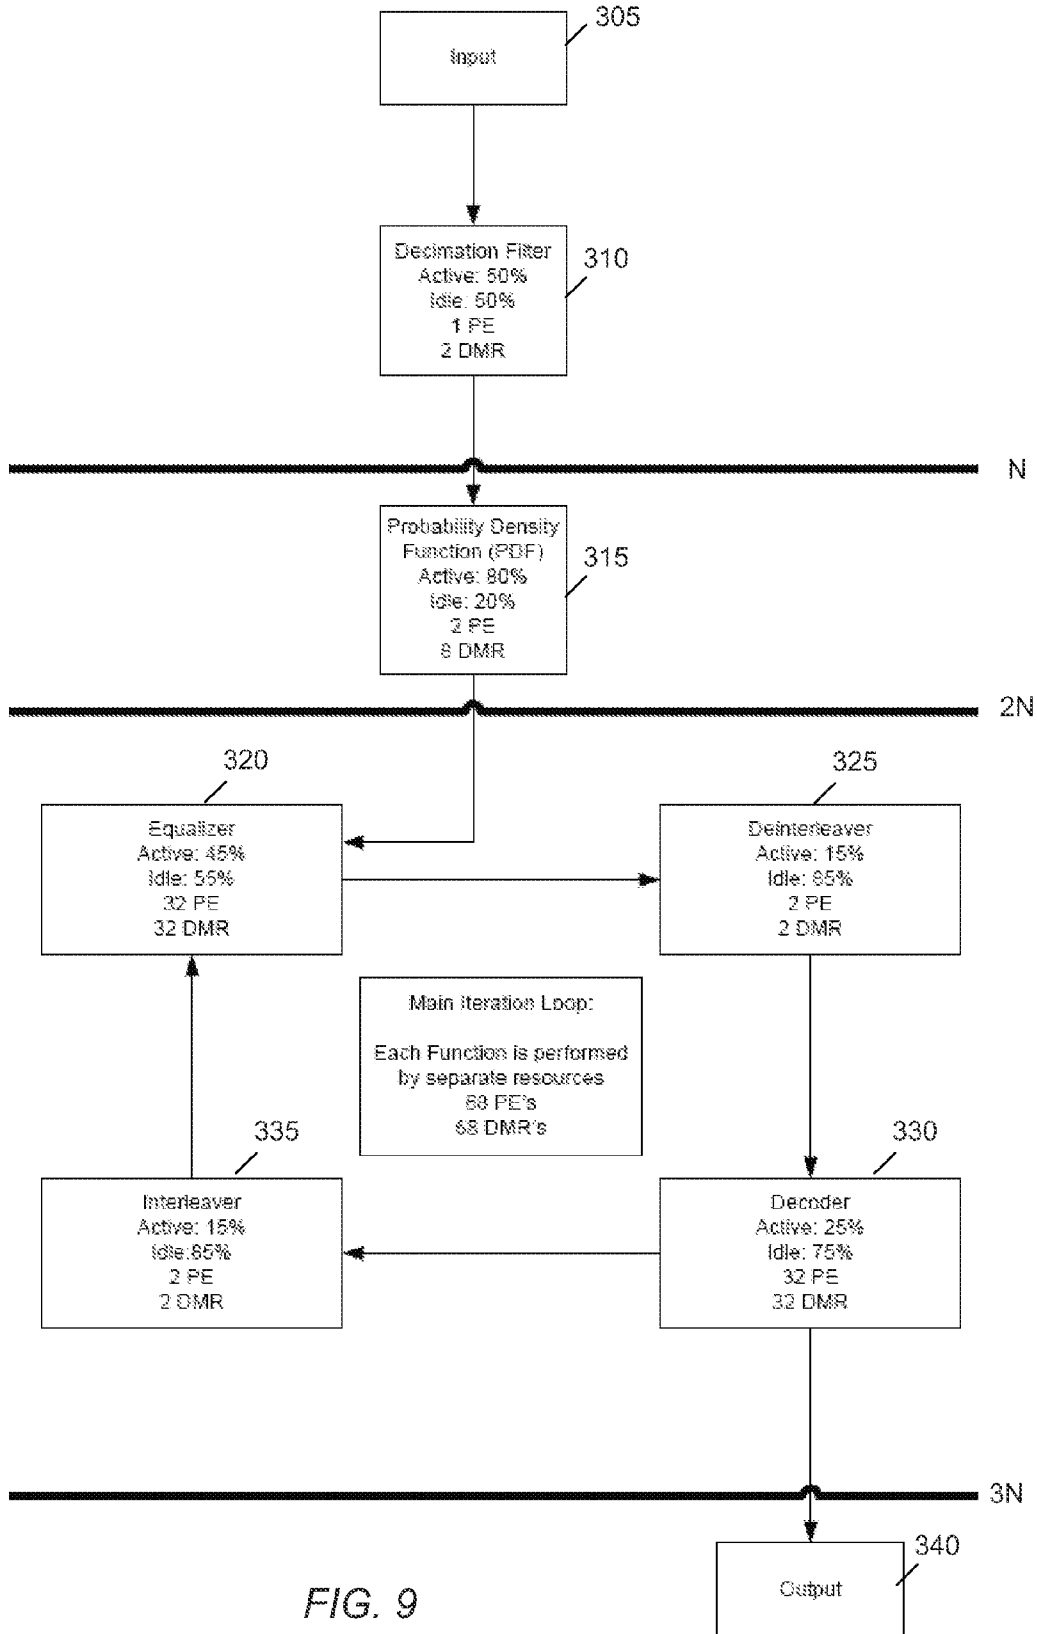 305
Input
310
Decimation Filter
Active: 50%
Idle: 50%
1 PE
2 DMR
N
Probability Density
Function (PDF)
Active: 80%
Idle: 20%
2 PE
8 DMR
315
2N
320
Equalizer
Active: 45%
Idle: 55%
32 PE
32 DMR
325
Deinterleaver
Active: 15%
Idle: 85%
2 PE
2 DMR
Main Iteration Loop:
Each Function is performed
by separate resources
68 PE's
68 DMR's
335
Interleaver
Active: 15%
Idle:85%
2 PE
2 DMR
330
Decoder
Active: 25%
Idle: 75%
32 PE
32 DMR
3N
340
Output
FIG. 9